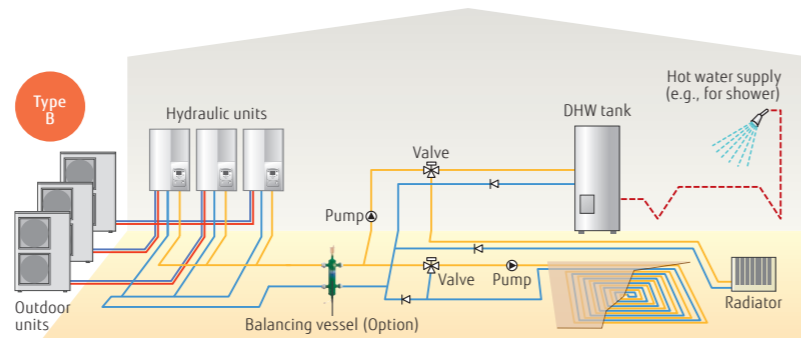 Type
B
Hydraulic units
Hot water supply
(e.g., for shower)
DHW tank
Valve
Pump
Valve
Pump
Radiator
Outdoor
units
Balancing vessel (Option)